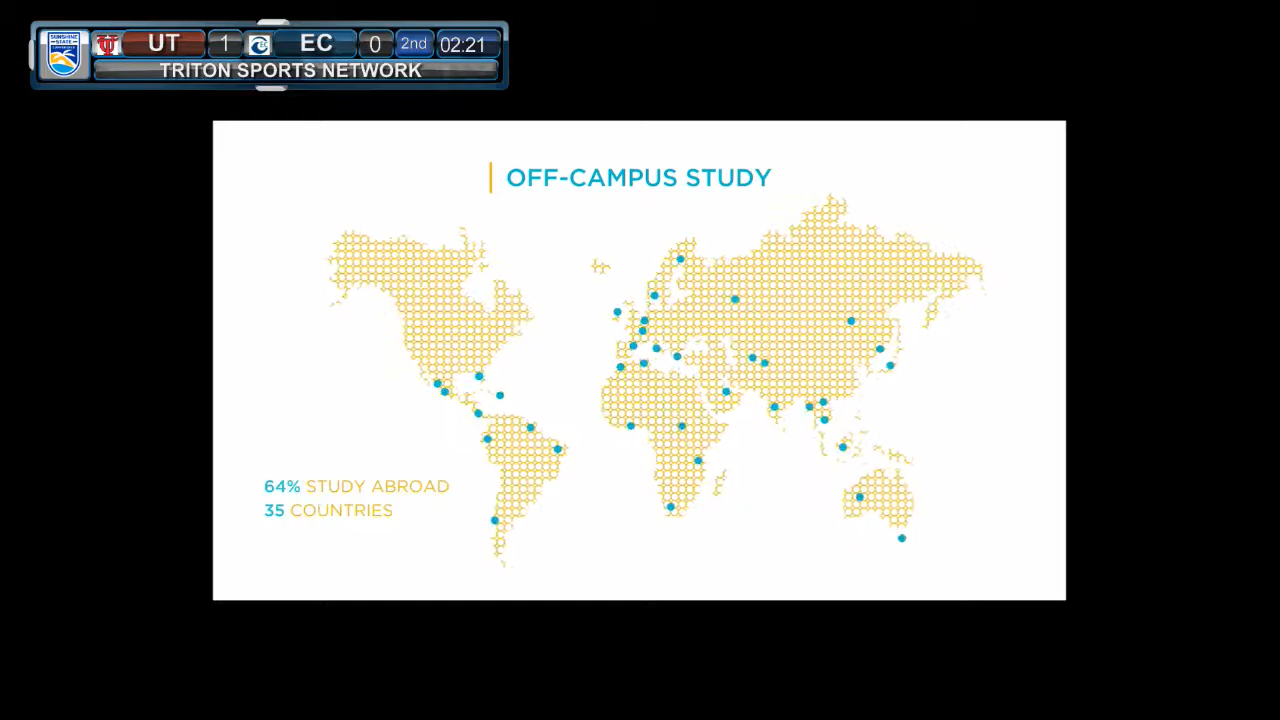 SUNSHINE STATE
UT 1 EC 0 2nd 02:21
TRITON SPORTS NETWORK
OFF-CAMPUS STUDY
64% STUDY ABROAD
35 COUNTRIES